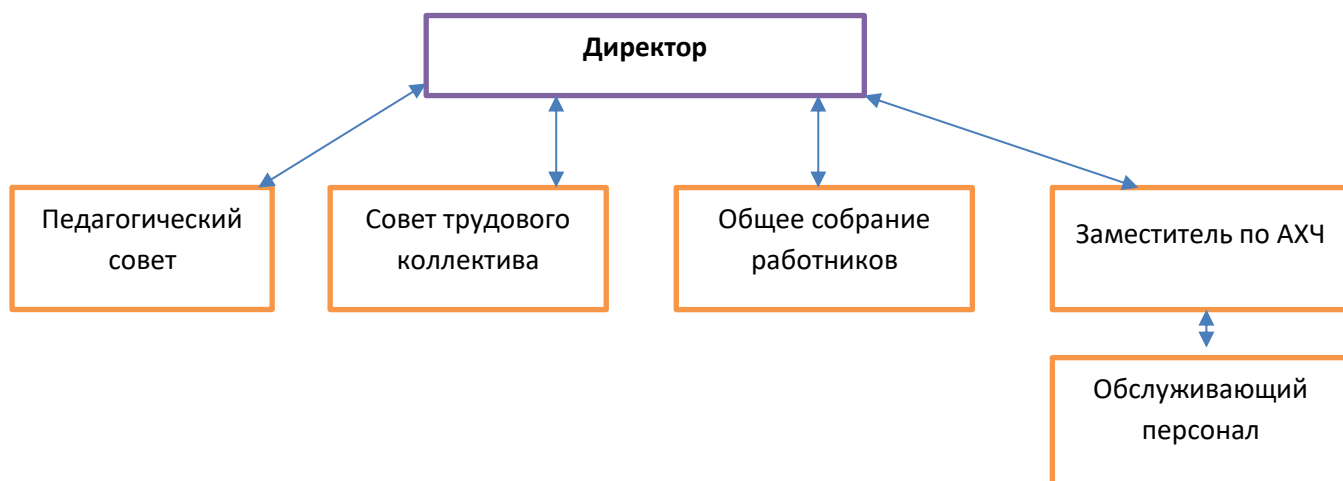 Директор
Педагогический
совет
Совет трудового
коллектива
Общее собрание
работников
Заместитель по АХЧ
Обслуживающий
персонал